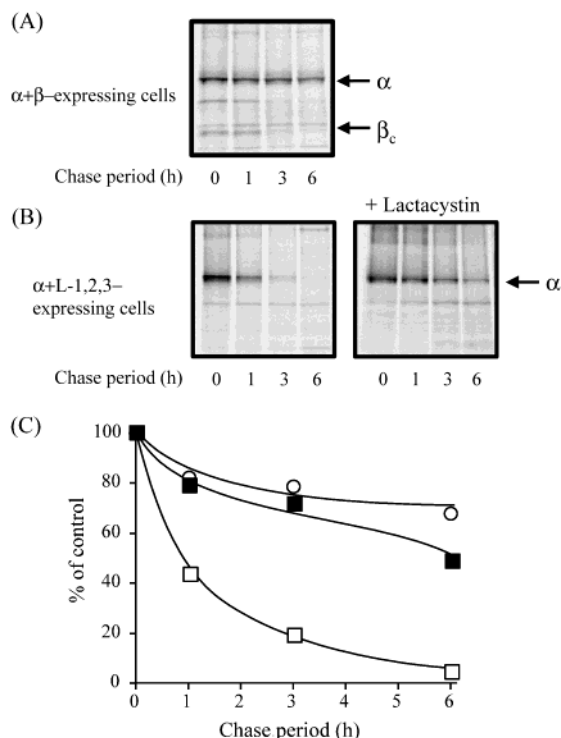 (A)
α+β–expressing cells
α
βc
Chase period (h) 0 1 3 6
+ Lactacystin
(B)
α+L-1,2,3–
expressing cells
α
Chase period (h) 0 1 3 6 0 1 3 6
(C)
% of control
100
80
60
40
20
0
0 1 2 3 4 5 6
Chase period (h)